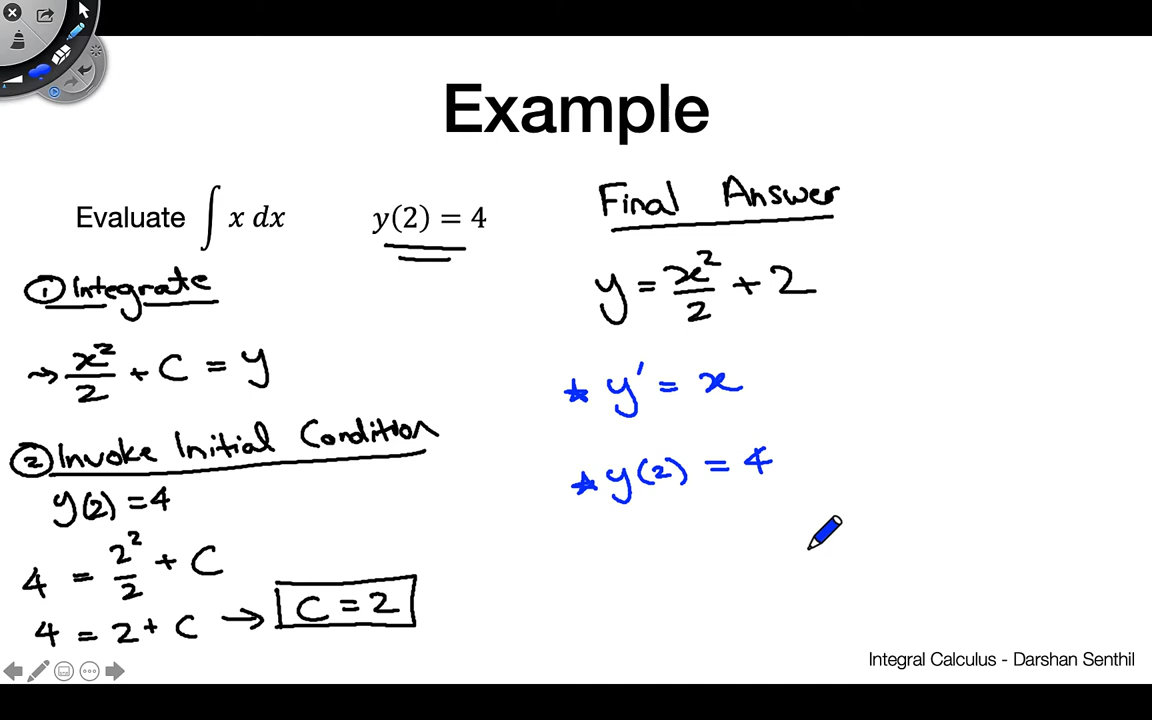 Example
Evaluate ∫ x dx y(2) = 4
① Integrate
→ x²/2 + C = y
② Invoke Initial Condition
y(2) = 4
4 = 2²/2 + C
4 = 2 + C → C = 2
Final Answer
y = x²/2 + 2
★ y' = x
★ y(2) = 4
Integral Calculus - Darshan Senthil